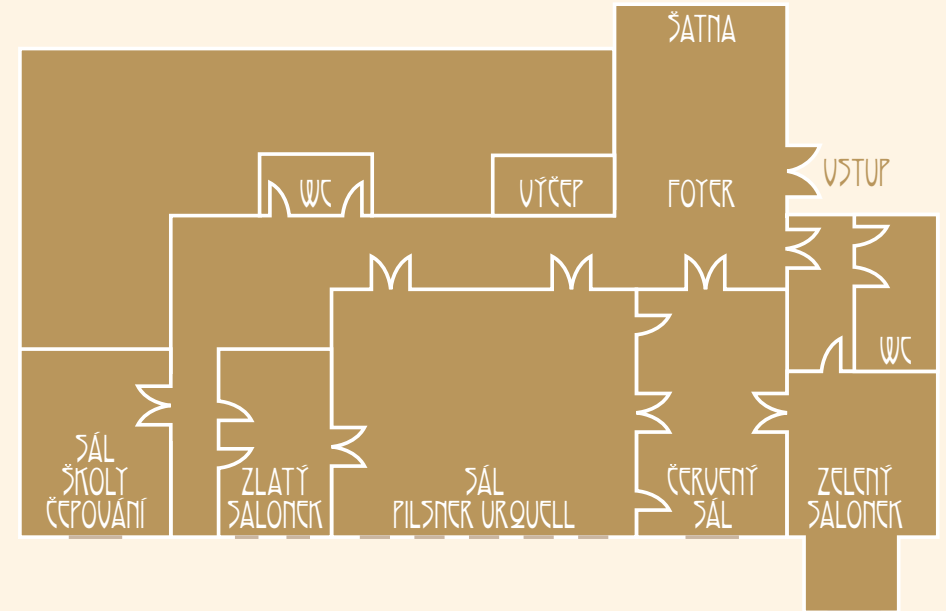 ŠATNA
WC
VÝČEP
FOYER
VSTUP
WC
SÁL
ŠKOLY
ČEPOVÁNÍ
ZLATÝ
SALONEK
SÁL
PILSNER URQUELL
ČERVENÝ
SÁL
ZELENÝ
SALONEK